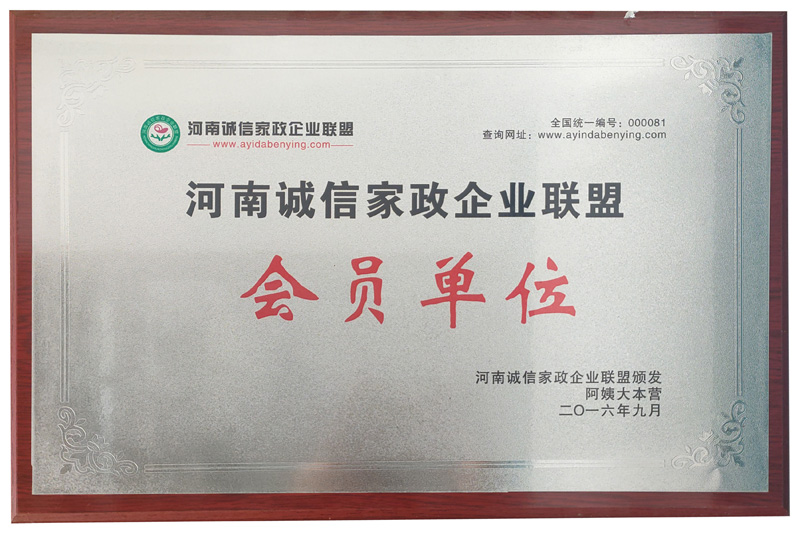 河南诚信家政企业联盟
www.ayidabenying.com
全国统一编号：000081
查询网址：www.ayindabenying.com
河南诚信家政企业联盟
会员单位
河南诚信家政企业联盟颁发
阿姨大本营
二〇一六年九月